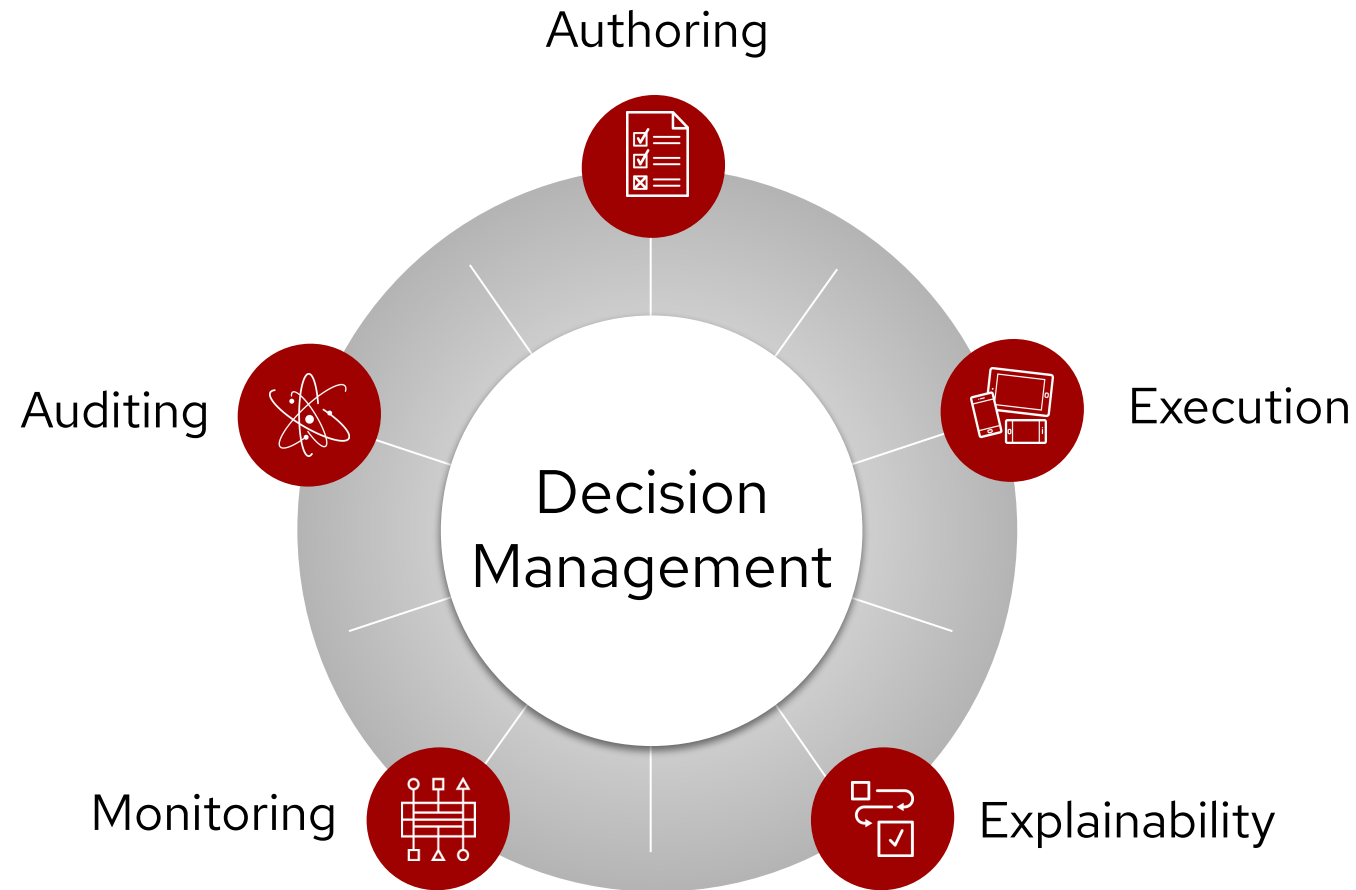 Authoring
Auditing
Execution
Decision
Management
Monitoring
Explainability